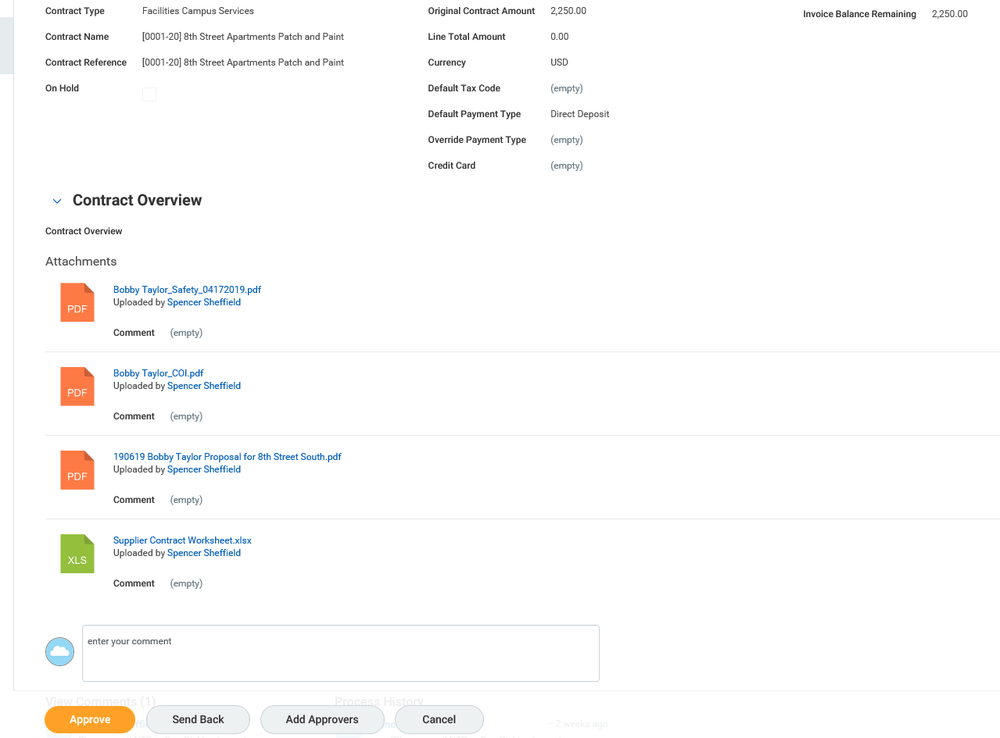 Contract Type Facilities Campus Services
Contract Name [0001-20] 8th Street Apartments Patch and Paint
Contract Reference [0001-20] 8th Street Apartments Patch and Paint
On Hold
Original Contract Amount 2,250.00
Line Total Amount 0.00
Currency USD
Default Tax Code (empty)
Default Payment Type Direct Deposit
Override Payment Type (empty)
Credit Card (empty)
Invoice Balance Remaining 2,250.00
Contract Overview
Contract Overview
Attachments
PDF
Bobby Taylor_Safety_04172019.pdf
Uploaded by Spencer Sheffield
Comment (empty)
PDF
Bobby Taylor_COI.pdf
Uploaded by Spencer Sheffield
Comment (empty)
PDF
190619 Bobby Taylor Proposal for 8th Street South.pdf
Uploaded by Spencer Sheffield
Comment (empty)
XLS
Supplier Contract Worksheet.xlsx
Uploaded by Spencer Sheffield
Comment (empty)
enter your comment
View Comments (1) Process History
Approve Send Back Add Approvers Cancel
– 2 weeks ago